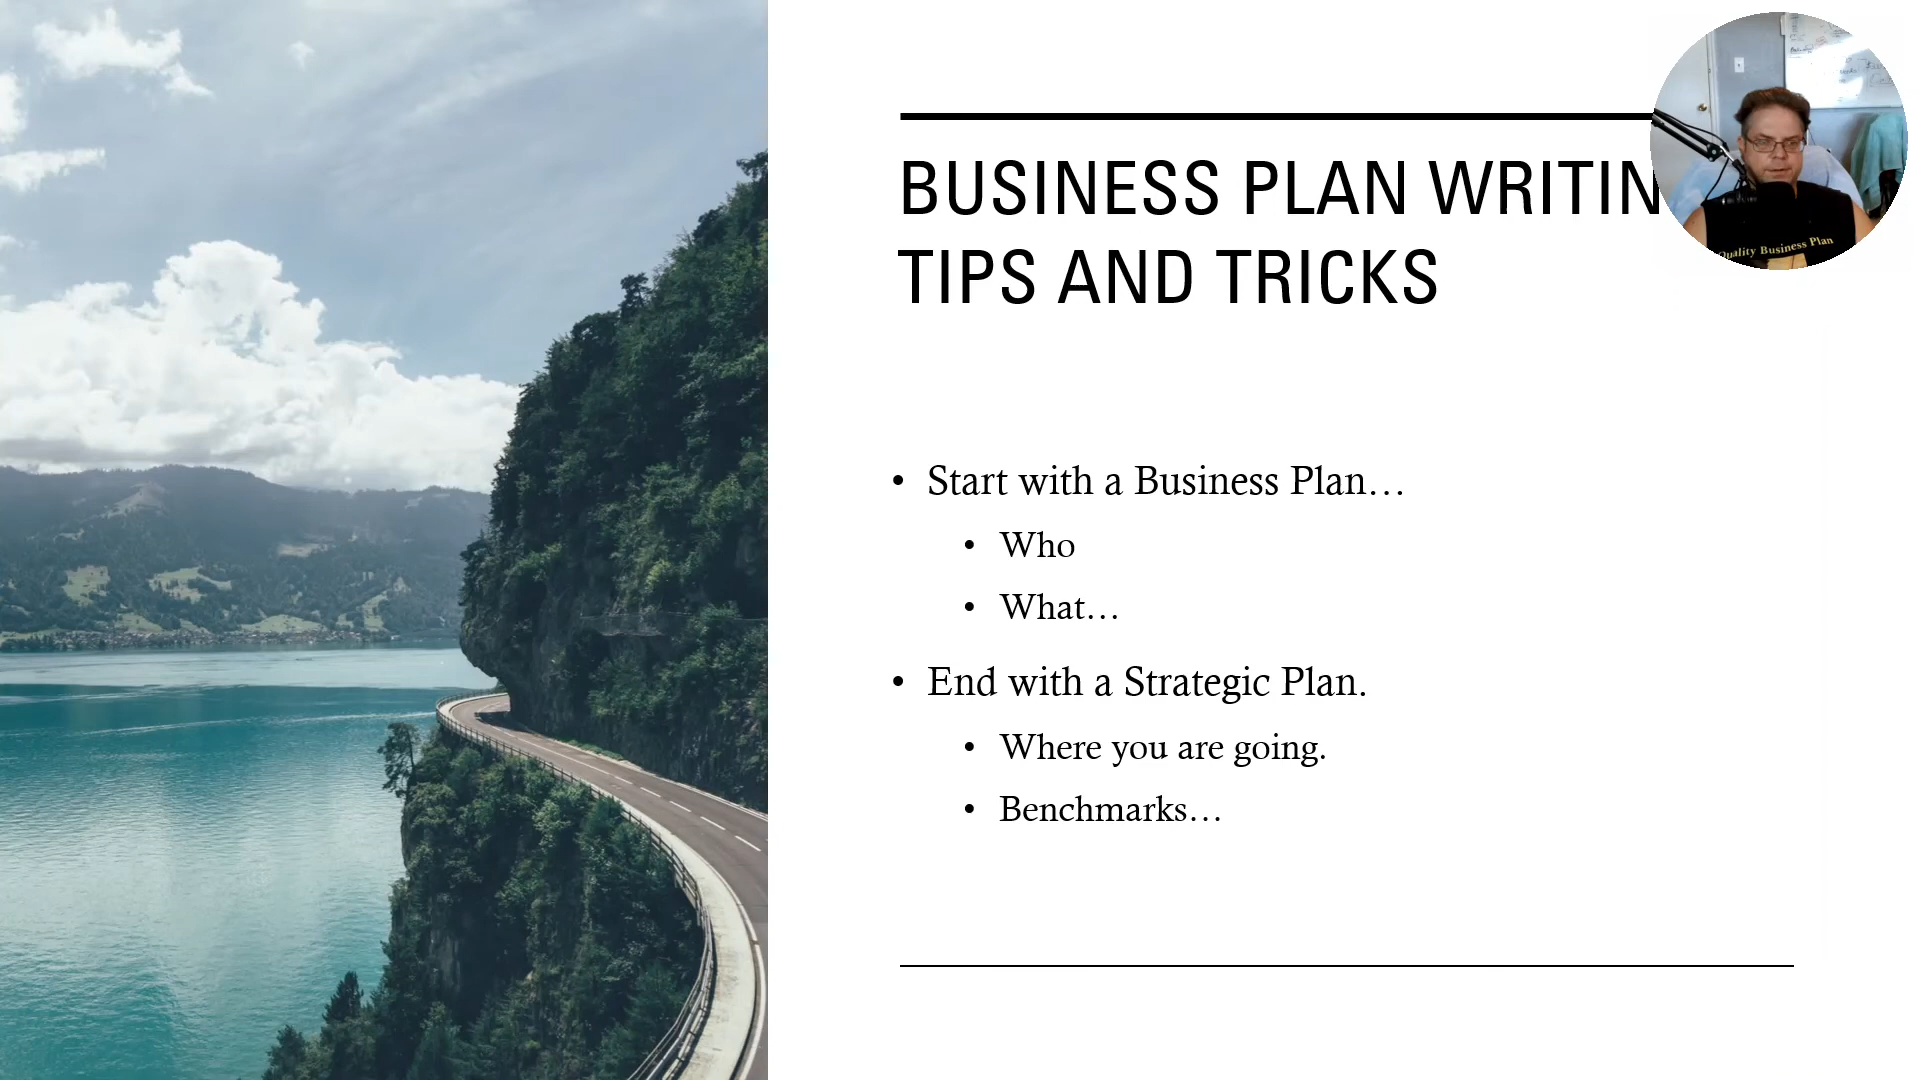 BUSINESS PLAN WRITIN
TIPS AND TRICKS
Quality Business Plan
• Start with a Business Plan…
• Who
• What…
• End with a Strategic Plan.
• Where you are going.
• Benchmarks…